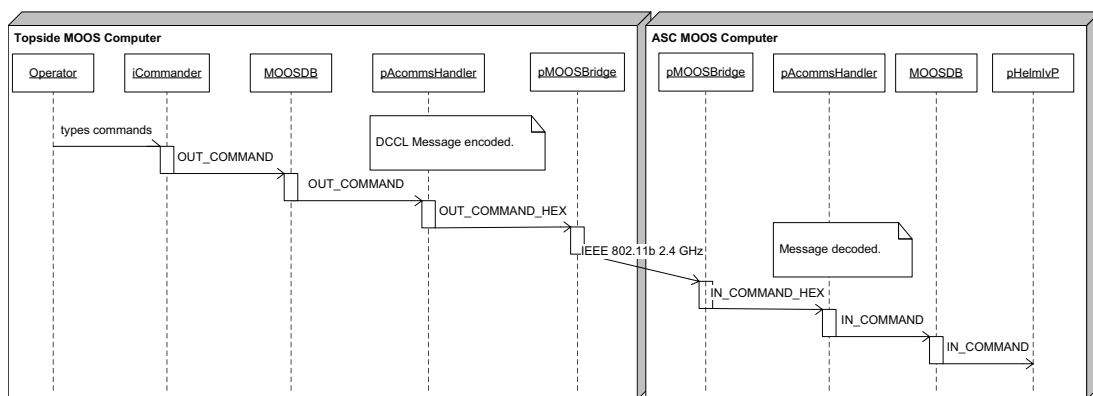 Topside MOOS Computer
ASC MOOS Computer
Operator
iCommander
MOOSDB
pAcommsHandler
pMOOSBridge
pMOOSBridge
pAcommsHandler
MOOSDB
pHelmIvP
types commands
DCCL Message encoded.
OUT_COMMAND
OUT_COMMAND
OUT_COMMAND_HEX
IEEE 802.11b 2.4 GHz
Message decoded.
IN_COMMAND_HEX
IN_COMMAND
IN_COMMAND